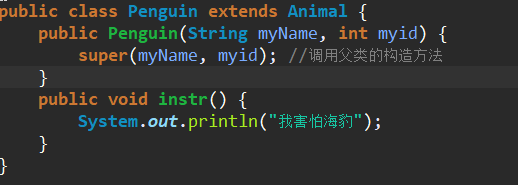 public class Penguin extends Animal {
    public Penguin(String myName, int myid) {
        super(myName, myid); //调用父类的构造方法
    }
    public void instr() {
        System.out.println("我害怕海豹");
    }
}